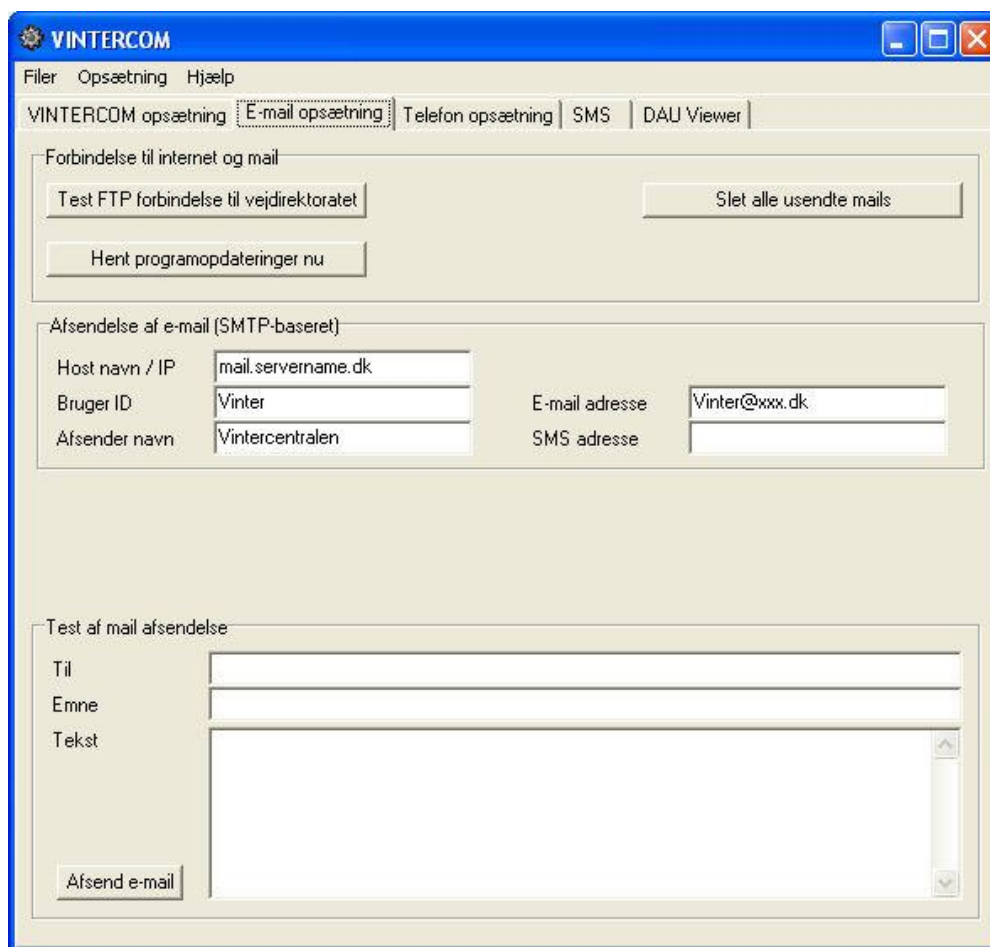 VINTERCOM
Filer Opsætning Hjælp
VINTERCOM opsætning E-mail opsætning Telefon opsætning SMS DAU Viewer
Forbindelse til internet og mail
Test FTP forbindelse til vejdirektoratet Slet alle usendte mails
Hent programopdateringer nu
Afsendelse af e-mail (SMTP-baseret)
Host navn / IP mail.servername.dk
Bruger ID Vinter E-mail adresse Vinter@xxx.dk
Afsender navn Vintercentralen SMS adresse
Test af mail afsendelse
Til
Emne
Tekst
Afsend e-mail